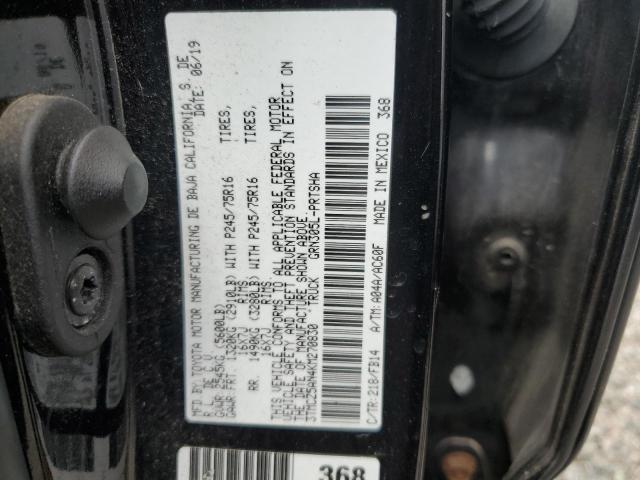 MFD.BY:TOYOTA MOTOR MANUFACTURING DE BAJA CALIFORNIA, S. DE
R.L. DE C.V. DATE: 06/19
GVWR 2545KG (5600LB)
GAWR FRT. 1320KG (2910LB) WITH P245/75R16 TIRES,
16X7J RIMS
RR. 1490KG (3280LB) WITH P245/75R16 TIRES,
16X7J RIMS
THIS VEHICLE CONFORMS TO ALL APPLICABLE FEDERAL MOTOR
VEHICLE SAFETY AND THEFT PREVENTION STANDARDS IN EFFECT ON
THE DATE OF MANUFACTURE SHOWN ABOVE.
3TMCZ5AN4KM270830 TRUCK GRN305L-PRTSHA
C/TR:218/FB14 A/TM:A04A/AC60F MADE IN MEXICO 368
368